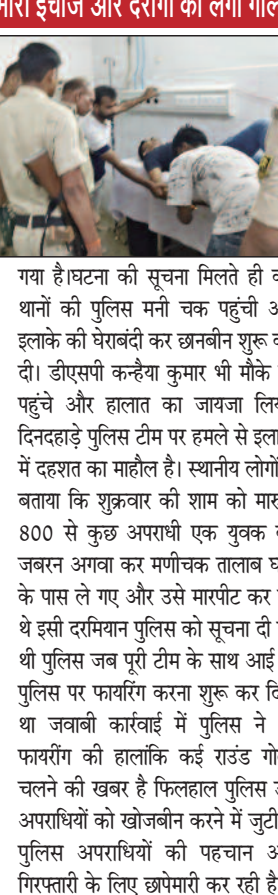 इंचार्ज और दरोगा को लगी
गया है।घटना की सूचना मिलते ही
थानों की पुलिस मनी चक पहुंची
इलाके की घेराबंदी कर छानबीन शुरू
दी। डीएसपी कन्हैया कुमार भी मौके
पहुंचे और हालात का जायजा
दिनदहाड़े पुलिस टीम पर हमले से
में दहशत का माहौल है। स्थानीय लोगों
बताया कि शुक्रवार की शाम को
800 से कुछ अपराधी एक युवक
जबरन अगवा कर मणीचक तालाब
के पास ले गए और उसे मारपीट कर
थे इसी दरमियान पुलिस को सूचना दी
थी पुलिस जब पूरी टीम के साथ आई
पुलिस पर फायरिंग करना शुरू कर
था जवाबी कार्रवाई में पुलिस ने
फायरींग की हालांकि कई राउंड
चलने की खबर है फिलहाल पुलिस
अपराधियों को खोजबीन करने में जुटी
पुलिस अपराधियों की पहचान
गिरफ्तारी के लिए छापेमारी कर रही